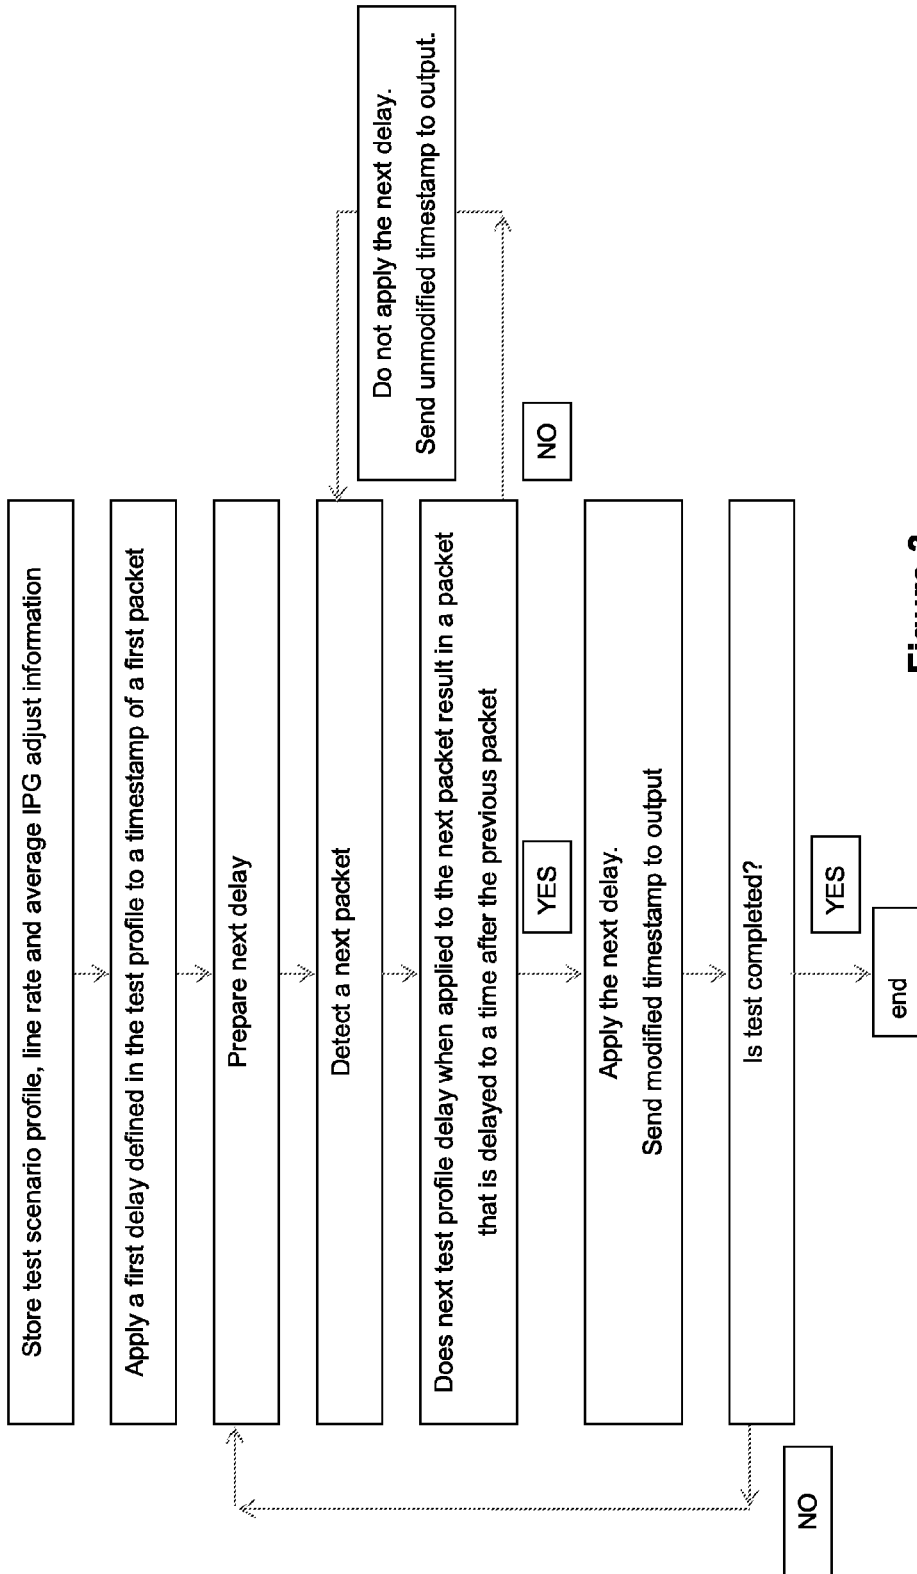 Store test scenario profile, line rate and average IPG adjust information
Apply a first delay defined in the test profile to a timestamp of a first packet
Prepare next delay
Detect a next packet
Does next test profile delay when applied to the next packet result in a packet
that is delayed to a time after the previous packet
NO
Do not apply the next delay.
Send unmodified timestamp to output.
YES
Apply the next delay.
Send modified timestamp to output
Is test completed?
NO
YES
end